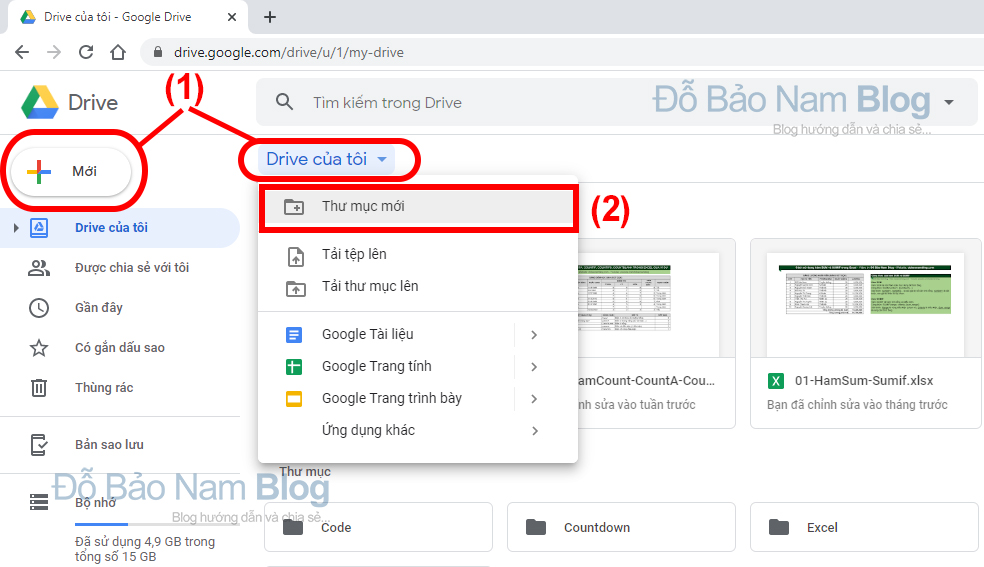 Drive của tôi - Google Drive
drive.google.com/drive/u/1/my-drive
Drive
Tìm kiếm trong Drive
Đỗ Bảo Nam Blog
Blog hướng dẫn và chia sẻ...
(1)
Mới
Drive của tôi
Thư mục mới
(2)
Tải tệp lên
Tải thư mục lên
Google Tài liệu
Google Trang tính
Google Trang trình bày
Ứng dụng khác
Drive của tôi
Được chia sẻ với tôi
Gần đây
Có gắn dấu sao
Thùng rác
Bản sao lưu
Bộ nhớ
Đã sử dụng 4,9 GB trong
tổng số 15 GB
amCount-CountA-Cou...
nh sửa vào tuần trước
01-HamSum-Sumif.xlsx
Bạn đã chỉnh sửa vào tháng trước
Thư mục
Đỗ Bảo Nam Blog
Blog hướng dẫn và chia sẻ...
Code
Countdown
Excel